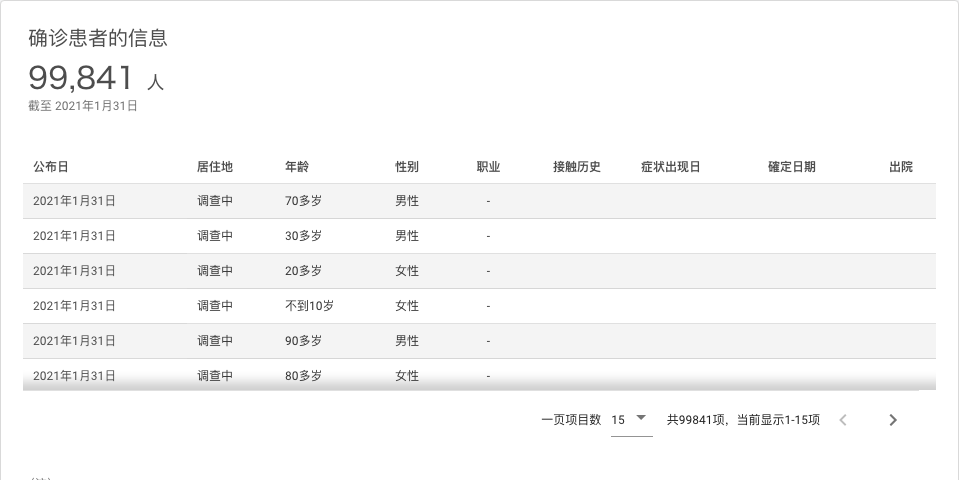 确诊患者的信息
99,841 人
截至 2021年1月31日
公布日 居住地 年龄 性别 职业 接触历史 症状出现日 確定日期 出院
2021年1月31日 调查中 70多岁 男性 -
2021年1月31日 调查中 30多岁 男性 -
2021年1月31日 调查中 20多岁 女性 -
2021年1月31日 调查中 不到10岁 女性 -
2021年1月31日 调查中 90多岁 男性 -
2021年1月31日 调查中 80多岁 女性 -
一页项目数 15 共99841项，当前显示1-15项